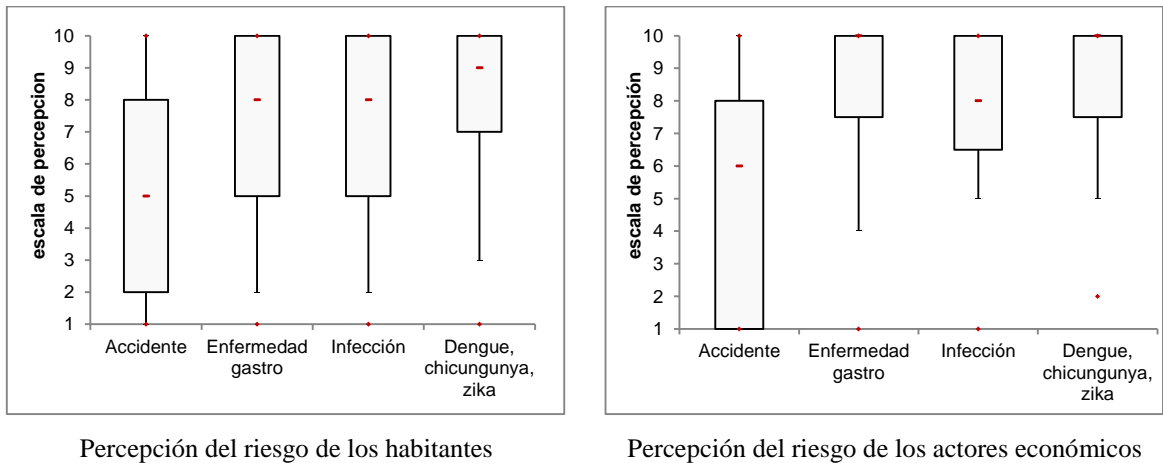 escala de percepcion
10
9
8
7
6
5
4
3
2
1
Accidente
Enfermedad
gastro
Infección
Dengue,
chicungunya,
zika
Percepción del riesgo de los habitantes
escala de percepción
10
9
8
7
6
5
4
3
2
1
Accidente
Enfermedad
gastro
Infección
Dengue,
chicungunya,
zika
Percepción del riesgo de los actores económicos